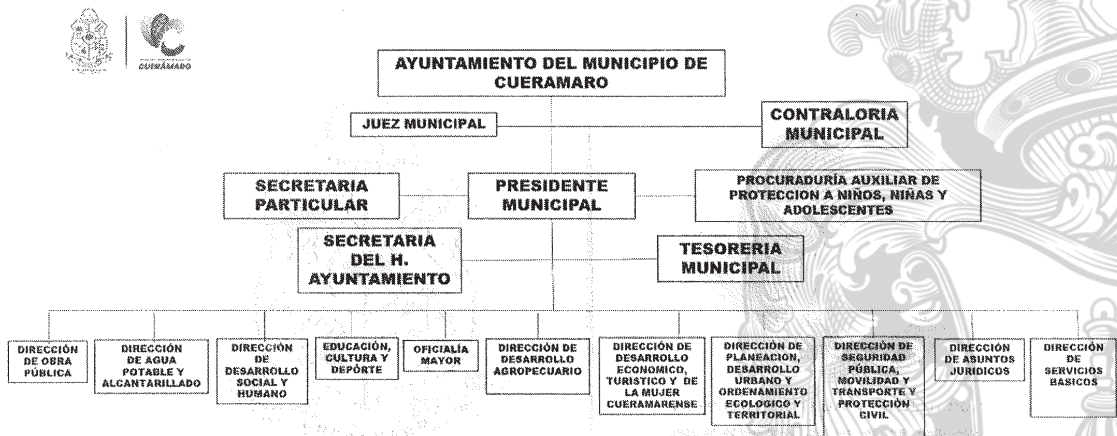 CUERÁMARO
AYUNTAMIENTO DEL MUNICIPIO DE
CUERAMARO
JUEZ MUNICIPAL
CONTRALORIA
MUNICIPAL
SECRETARIA
PARTICULAR
PRESIDENTE
MUNICIPAL
PROCURADURÍA AUXILIAR DE
PROTECCION A NIÑOS, NIÑAS Y
ADOLESCENTES
SECRETARIA
DEL H.
AYUNTAMIENTO
TESORERIA
MUNICIPAL
DIRECCIÓN
DE OBRA
PÚBLICA
DIRECCIÓN
DE AGUA
POTABLE Y
ALCANTARILLADO
DIRECCIÓN
DE
DESARROLLO
SOCIAL Y
HUMANO
EDUCACIÓN,
CULTURA Y
DEPÓRTE
OFICIALÍA
MAYOR
DIRECCIÓN DE
DESARROLLO
AGROPECUARIO
DIRECCIÓN DE
DESARROLLO
ECONOMICO,
TURISTICO Y DE
LA MUJER
CUERAMARENSE
DIRECCIÓN DE
PLANEACION,
DESARROLLO
URBANO Y
ORDENAMIENTO
ECOLOGICO Y
TERRITORIAL
DIRECCIÓN DE
SEGURIDAD
PÚBLICA,
MOVILIDAD Y
TRANSPORTE Y
PROTECCIÓN
CIVIL
DIRECCIÓN
DE ASUNTOS
JURIDICOS
DIRECCIÓN
DE
SERVICIOS
BASICOS